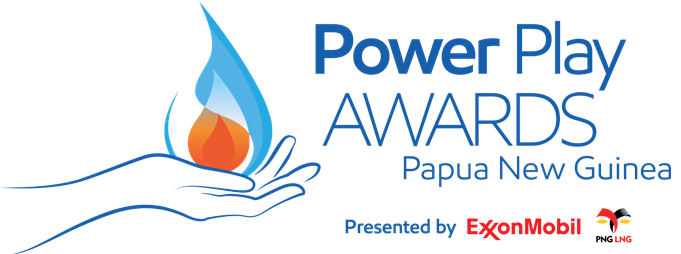 Power Play
AWARDS
Papua New Guinea
Presented by ExxonMobil PNG LNG